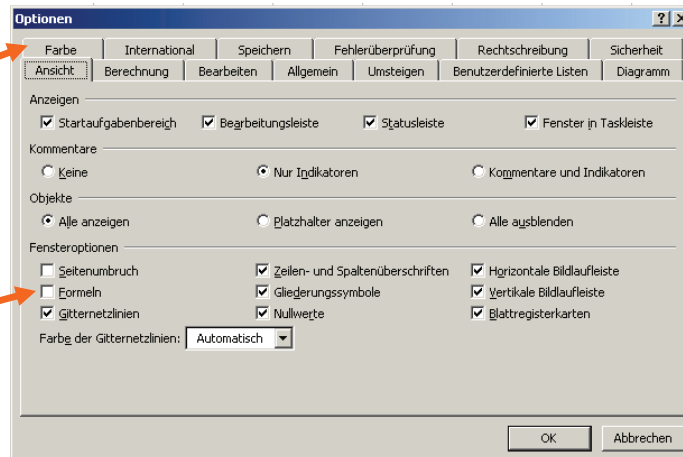 Optionen
Farbe International Speichern Fehlerüberprüfung Rechtschreibung Sicherheit
Ansicht Berechnung Bearbeiten Allgemein Umsteigen Benutzerdefinierte Listen Diagramm
Anzeigen
Startaufgabenbereich Bearbeitungsleiste Statusleiste Fenster in Taskleiste
Kommentare
Keine Nur Indikatoren Kommentare und Indikatoren
Objekte
Alle anzeigen Platzhalter anzeigen Alle ausblenden
Fensteroptionen
Seitenumbruch Zeilen- und Spaltenüberschriften Horizontale Bildlaufleiste
Formeln Gliederungssymbole Vertikale Bildlaufleiste
Gitternetzlinien Nullwerte Blattregisterkarten
Farbe der Gitternetzlinien: Automatisch
OK Abbrechen